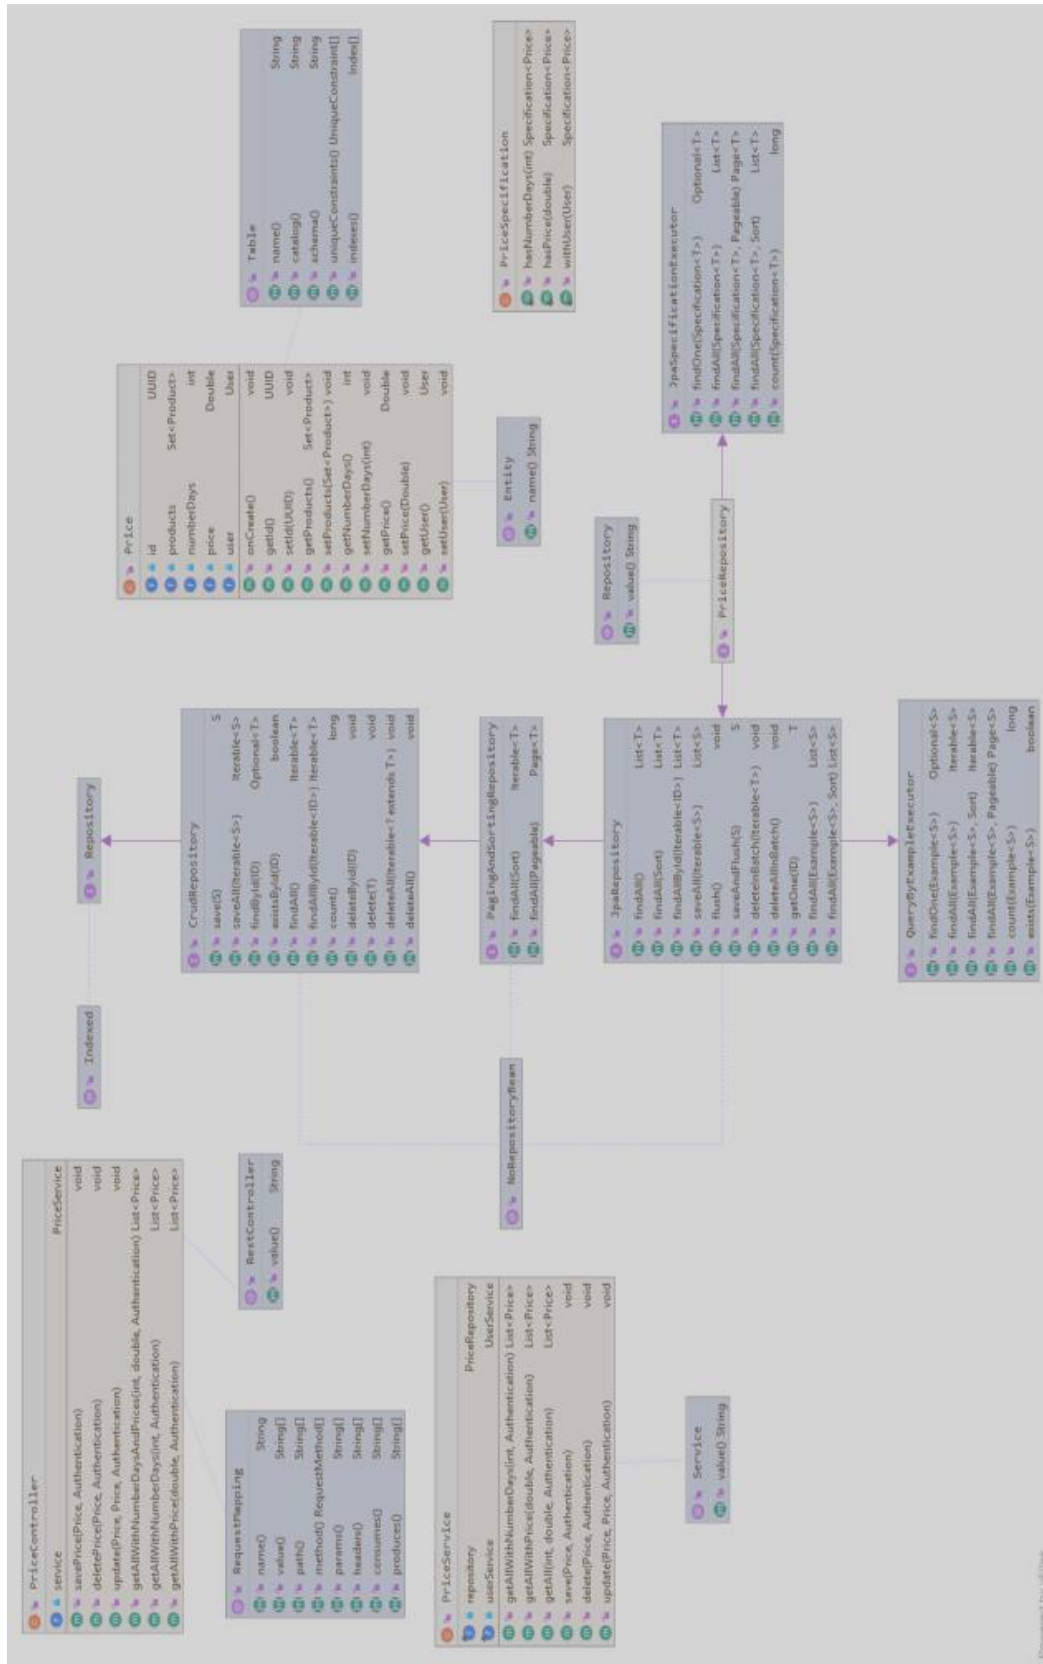 PriceController
service PriceService
savePrice(Price, Authentication) void
deletePrice(Price, Authentication) void
update(Price, Price, Authentication) void
getAllWithNumberDaysAndPrices(int, double, Authentication) List<Price>
getAllWithNumberDays(int, Authentication) List<Price>
getAllWithPrice(double, Authentication) List<Price>
RequestMapping
name() String
value() String[]
path() String[]
method() RequestMethod[]
params() String[]
headers() String[]
consumes() String[]
produces() String[]
RestController
value() String
PriceService
repository PriceRepository
userService UserService
getAllWithNumberDays(int, Authentication) List<Price>
getAllWithPrice(double, Authentication) List<Price>
getAll(int, double, Authentication) List<Price>
save(Price, Authentication) void
delete(Price, Authentication) void
update(Price, Price, Authentication) void
Service
value() String
Indexed
Repository
NoRepositoryBean
CrudRepository
save(S) S
saveAll(Iterable<S>) Iterable<S>
findById(ID) Optional<T>
existsById(ID) boolean
findAll() Iterable<T>
findAllById(Iterable<ID>) Iterable<T>
count() long
deleteById(ID) void
delete(T) void
deleteAll(Iterable<? extends T>) void
deleteAll() void
PagingAndSortingRepository
findAll(Sort) Iterable<T>
findAll(Pageable) Page<T>
JpaRepository
findAll() List<T>
findAll(Sort) List<T>
findAllById(Iterable<ID>) List<T>
saveAll(Iterable<S>) List<S>
flush() void
saveAndFlush(S) S
deleteInBatch(Iterable<T>) void
deleteAllInBatch() void
getOne(ID) T
findAll(Example<S>) List<S>
findAll(Example<S>, Sort) List<S>
QueryByExampleExecutor
findOne(Example<S>) Optional<S>
findAll(Example<S>) Iterable<S>
findAll(Example<S>, Sort) Iterable<S>
findAll(Example<S>, Pageable) Page<S>
count(Example<S>) long
exists(Example<S>) boolean
Price
id UUID
products Set<Product>
numberDays int
price Double
user User
onCreate() void
getId() UUID
setId(UUID) void
getProducts() Set<Product>
setProducts(Set<Product>) void
getNumberDays() int
setNumberDays(int) void
getPrice() Double
setPrice(Double) void
getUser() User
setUser(User) void
Entity
name() String
Repository
value() String
PriceRepository
Table
name() String
catalog() String
schema() String
uniqueConstraints() UniqueConstraint[]
indexes() Index[]
PriceSpecification
hasNumberDays(int) Specification<Price>
hasPrice(double) Specification<Price>
withUser(User) Specification<Price>
JpaSpecificationExecutor
findOne(Specification<T>) Optional<T>
findAll(Specification<T>) List<T>
findAll(Specification<T>, Pageable) Page<T>
findAll(Specification<T>, Sort) List<T>
count(Specification<T>) long